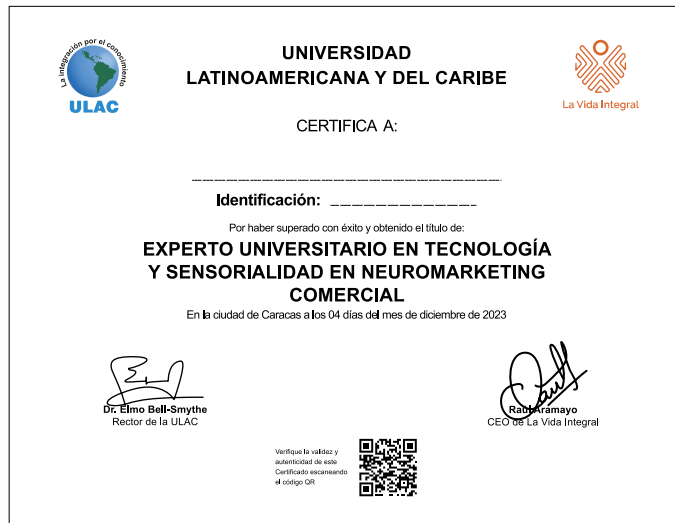 La integración por el conocimiento
ULAC
UNIVERSIDAD
LATINOAMERICANA Y DEL CARIBE
La Vida Integral
CERTIFICA A:
Identificación:
Por haber superado con éxito y obtenido el título de:
EXPERTO UNIVERSITARIO EN TECNOLOGÍA
Y SENSORIALIDAD EN NEUROMARKETING
COMERCIAL
En la ciudad de Caracas a los 04 días del mes de diciembre de 2023
Dr. Elmo Bell-Smythe
Rector de la ULAC
Raúl Aramayo
CEO de La Vida Integral
Verifique la validez y
autenticidad de este
Certificado escaneando
el código QR